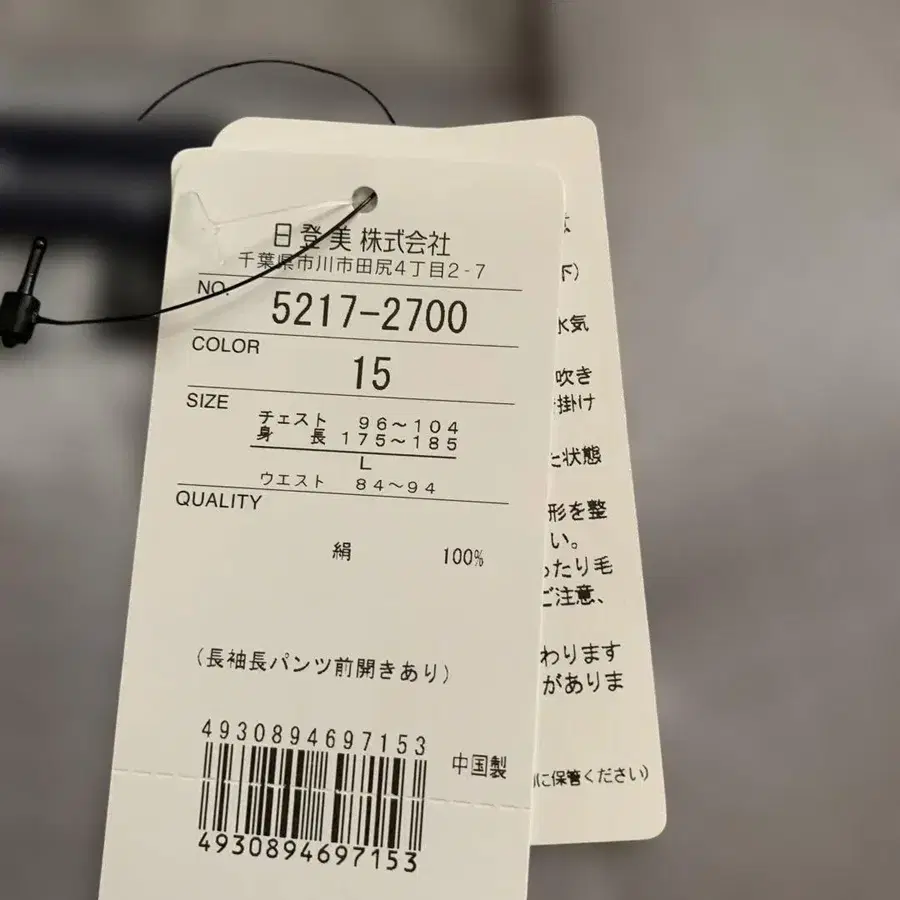 日登美株式会社
千葉県市川市田尻4丁目2-7
NO. 5217-2700
COLOR
15
SIZE
チェスト 96～104
身長 175～185
L
ウエスト 84～94
QUALITY
絹 100%
（長袖長パンツ前開きあり）
4930894697153
中国製
4930894697153
下）
水気
吹き
掛け
た状態
形を整
い。
ったり毛
ご注意、
わります
がありま
に保管ください）